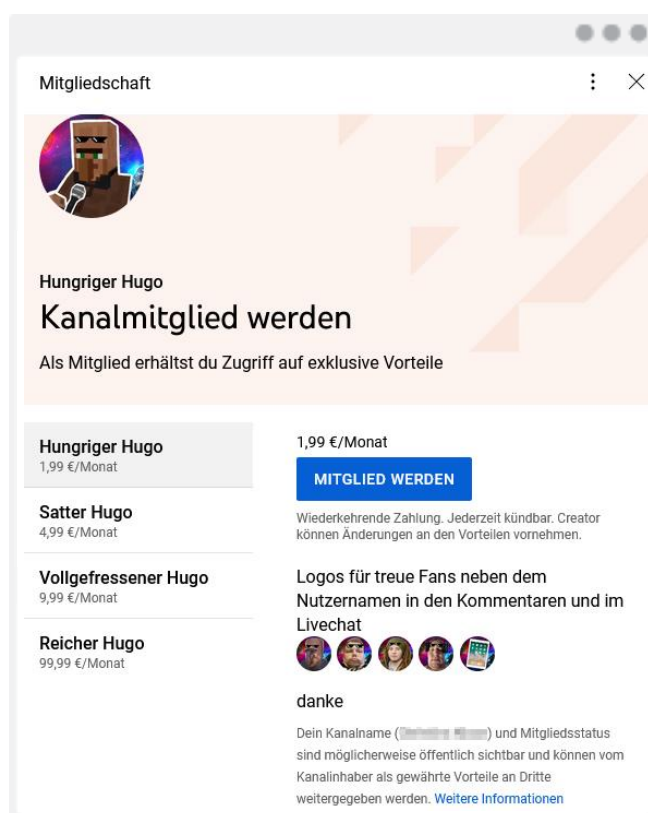 Mitgliedschaft
Hungriger Hugo
Kanalmitglied werden
Als Mitglied erhältst du Zugriff auf exklusive Vorteile
Hungriger Hugo
1,99 €/Monat
Satter Hugo
4,99 €/Monat
Vollgefressener Hugo
9,99 €/Monat
Reicher Hugo
99,99 €/Monat
1,99 €/Monat
MITGLIED WERDEN
Wiederkehrende Zahlung. Jederzeit kündbar. Creator
können Änderungen an den Vorteilen vornehmen.
Logos für treue Fans neben dem
Nutzernamen in den Kommentaren und im
Livechat
danke
Dein Kanalname () und Mitgliedsstatus
sind möglicherweise öffentlich sichtbar und können vom
Kanalinhaber als gewährte Vorteile an Dritte
weitergegeben werden. Weitere Informationen